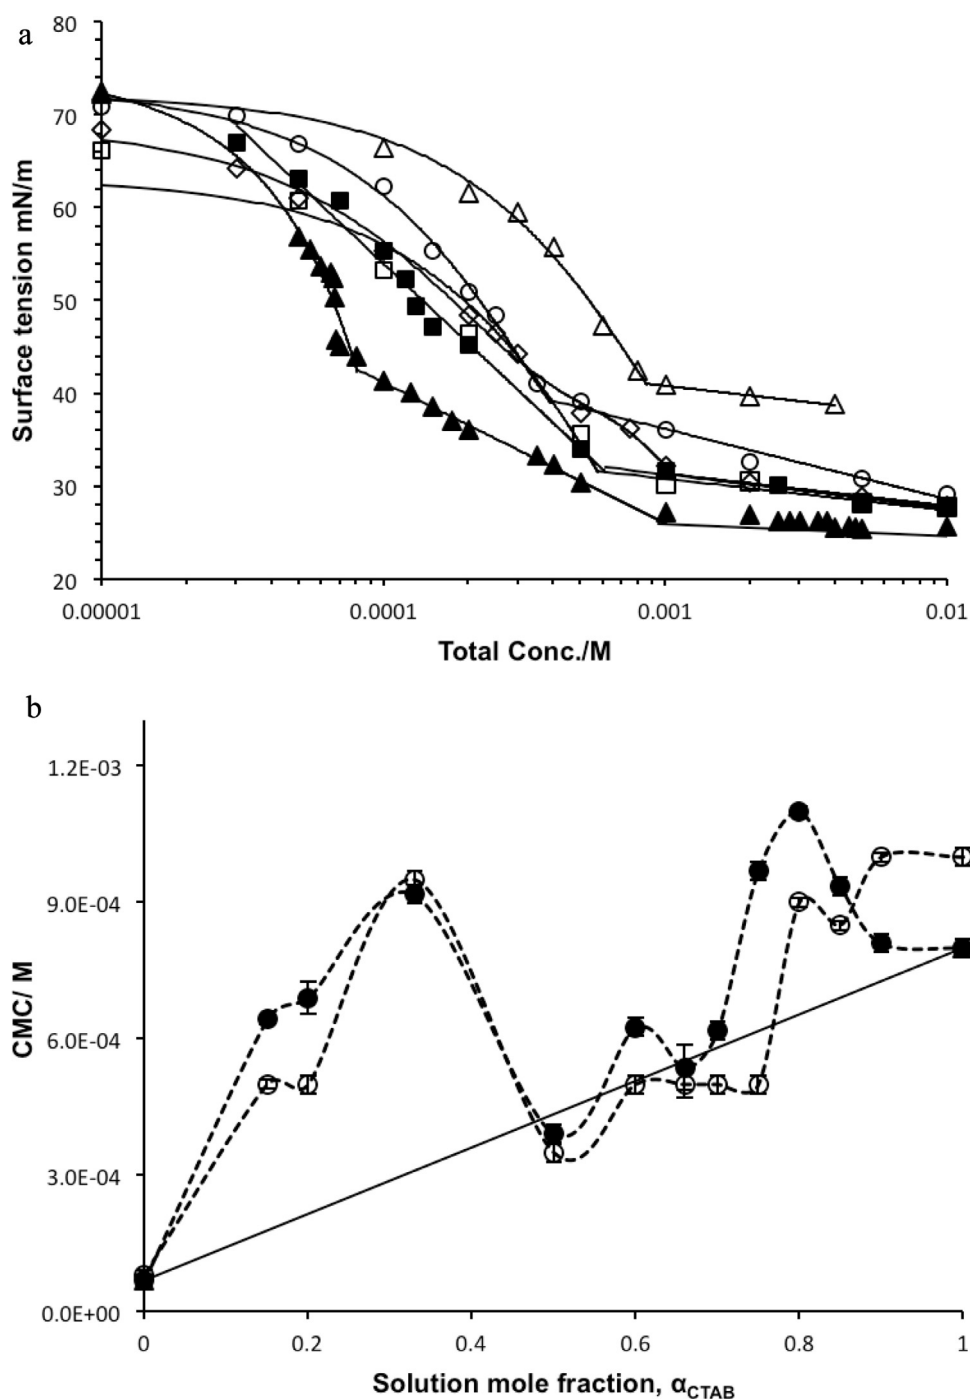 a
80
70
60
50
40
30
20
Surface tension mN/m
0.00001
0.0001
0.001
0.01
Total Conc./M
b
1.2E-03
9.0E-04
6.0E-04
3.0E-04
0.0E+00
CMC/ M
0
0.2
0.4
0.6
0.8
1
Solution mole fraction, αCTAB